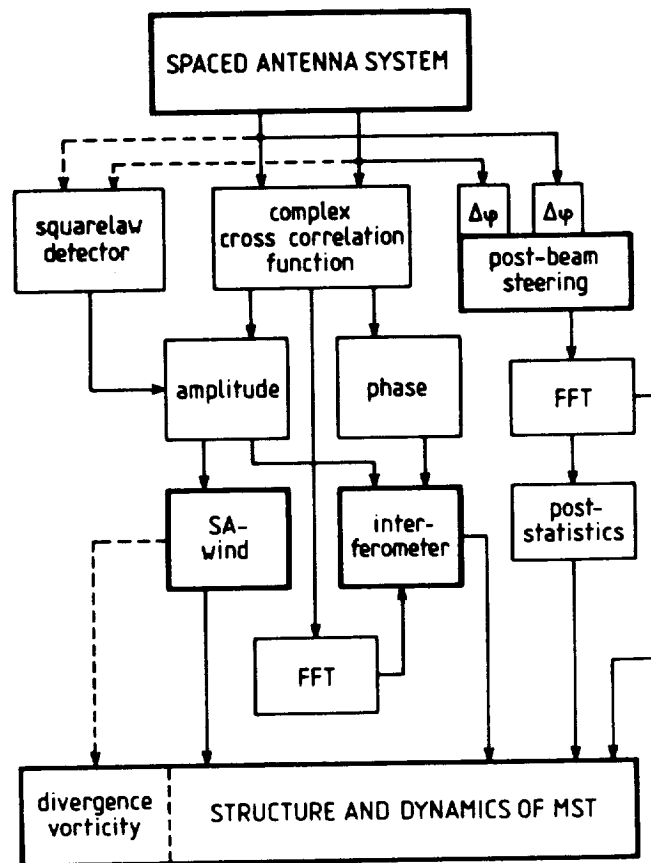 SPACED ANTENNA SYSTEM
squarelaw
detector
complex
cross correlation
function
Δφ
Δφ
post-beam
steering
amplitude
phase
FFT
SA-
wind
inter-
ferometer
post-
statistics
FFT
divergence
vorticity
STRUCTURE AND DYNAMICS OF MST